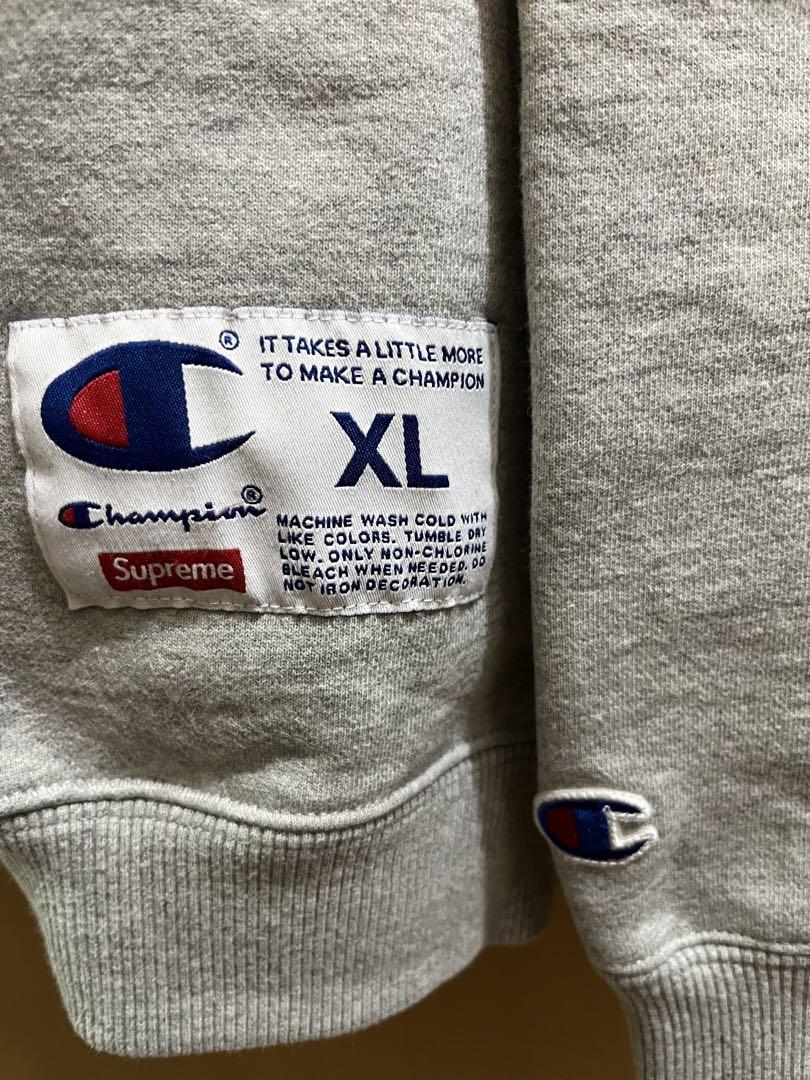 ®
IT TAKES A LITTLE MORE
TO MAKE A CHAMPION
XL
Champion®
Supreme
MACHINE WASH COLD WITH
LIKE COLORS. TUMBLE DRY
LOW. ONLY NON-CHLORINE
BLEACH WHEN NEEDED. DO
NOT IRON DECORATION.